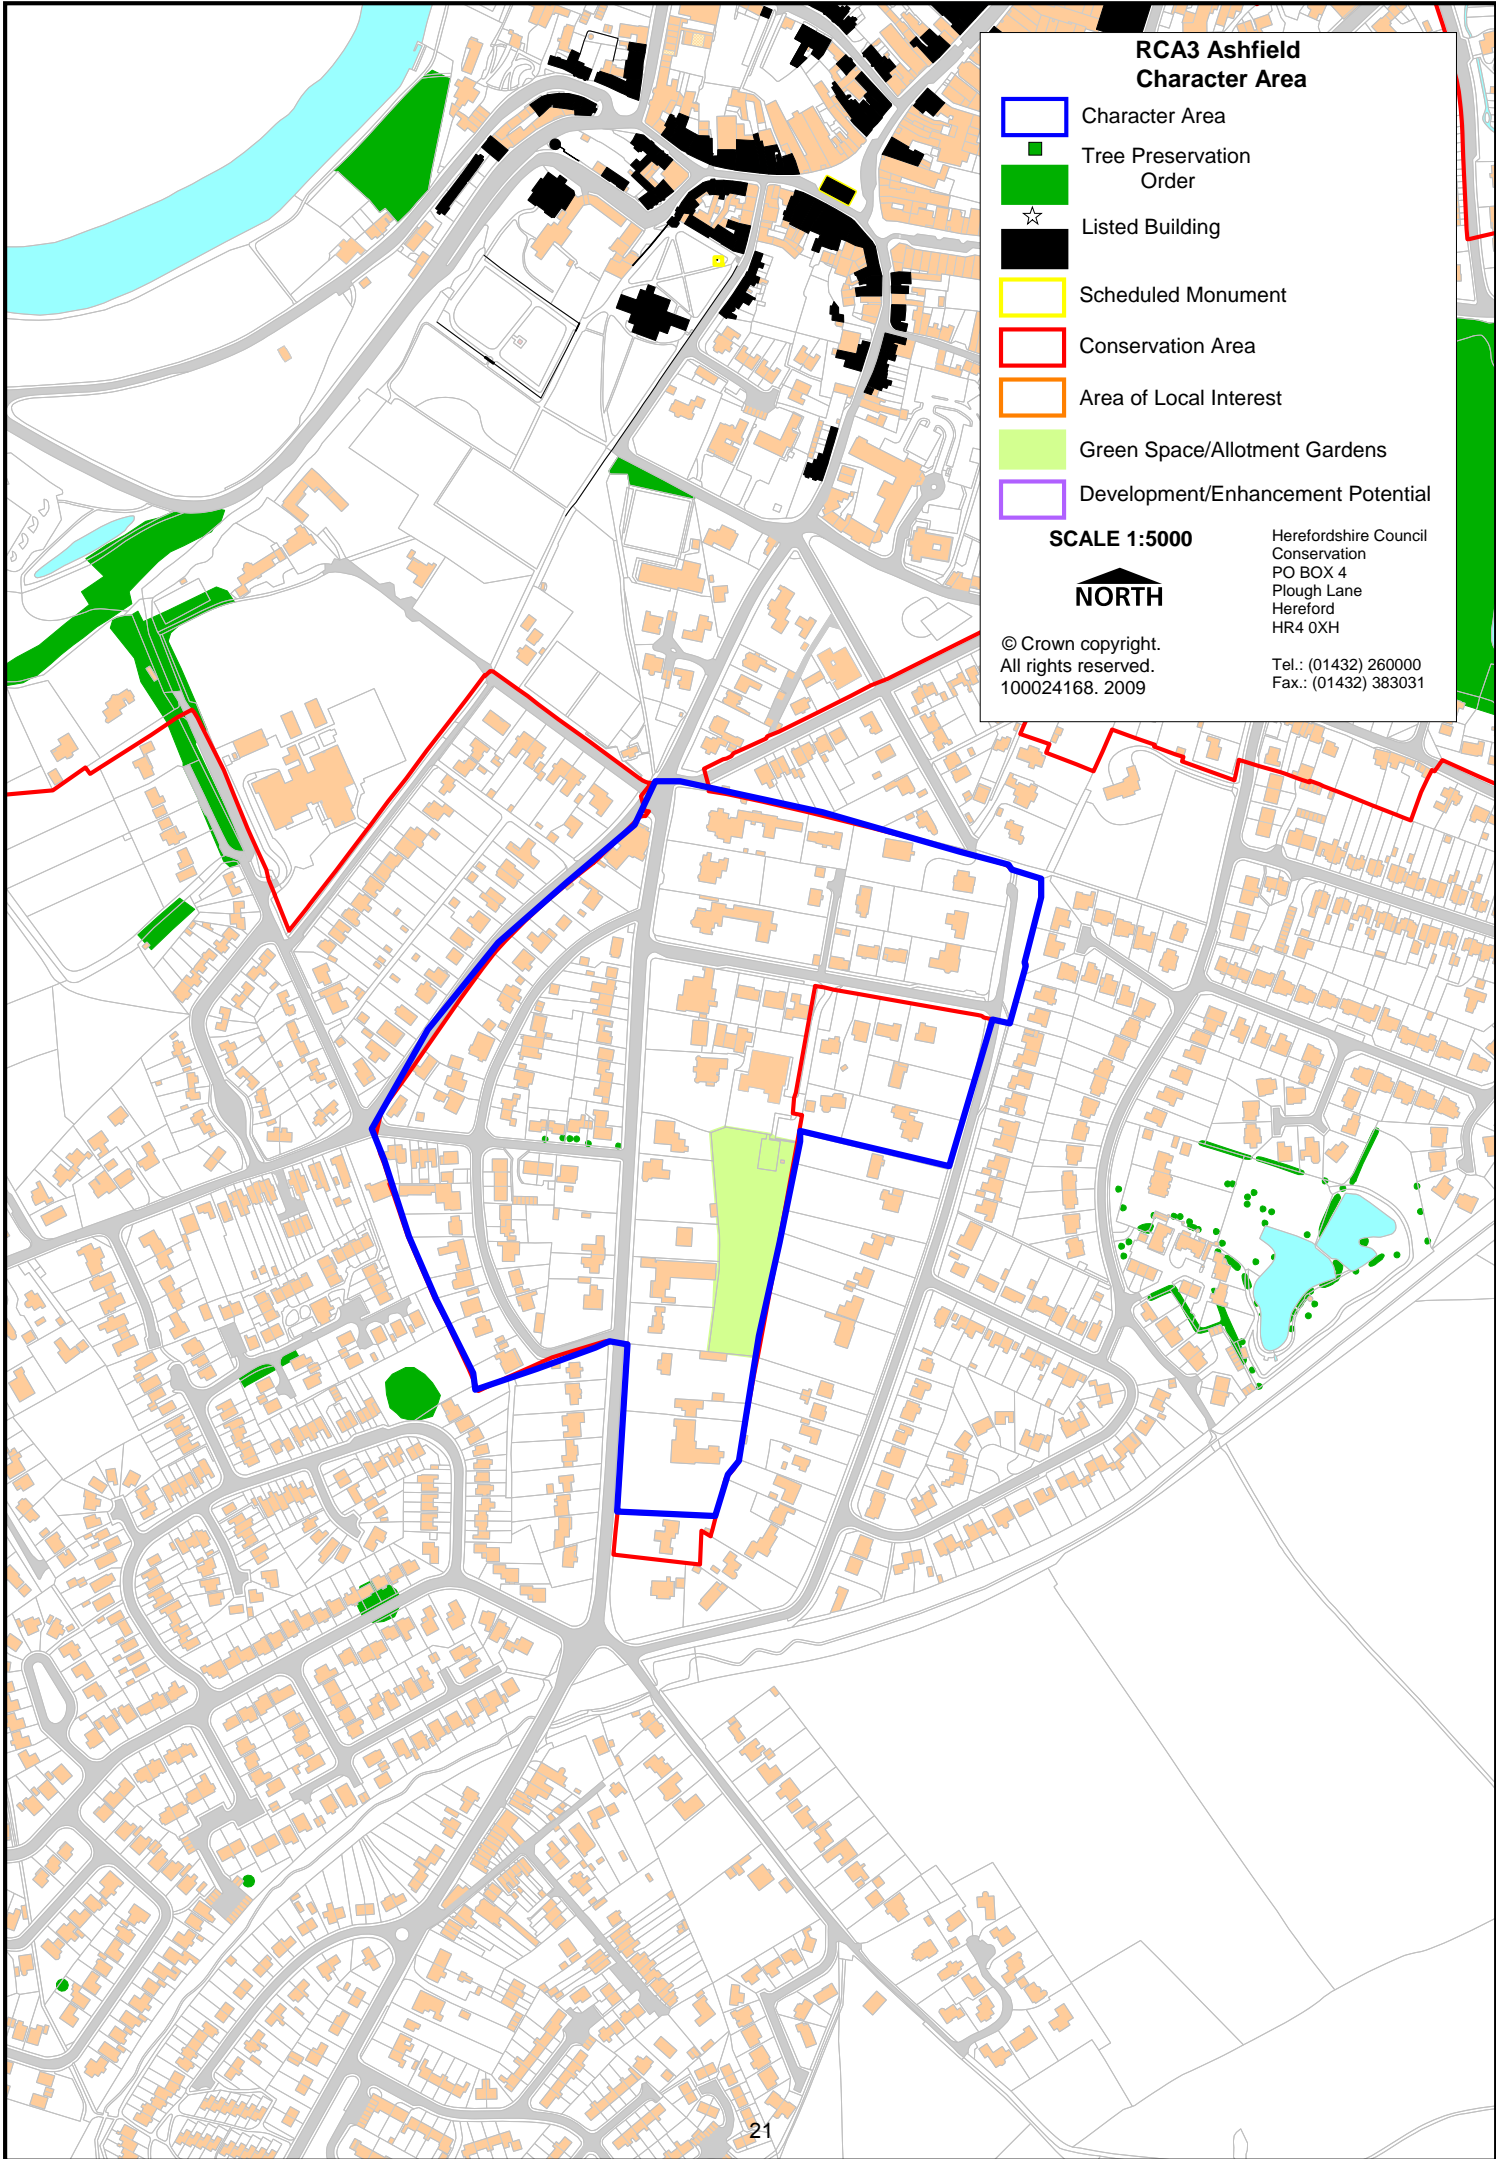 RCA3 Ashfield
Character Area
Character Area
Tree Preservation
Order
Listed Building
Scheduled Monument
Conservation Area
Area of Local Interest
Green Space/Allotment Gardens
Development/Enhancement Potential
SCALE 1:5000
NORTH
© Crown copyright.
All rights reserved.
100024168. 2009
Herefordshire Council
Conservation
PO BOX 4
Plough Lane
Hereford
HR4 0XH
Tel.: (01432) 260000
Fax.: (01432) 383031
21